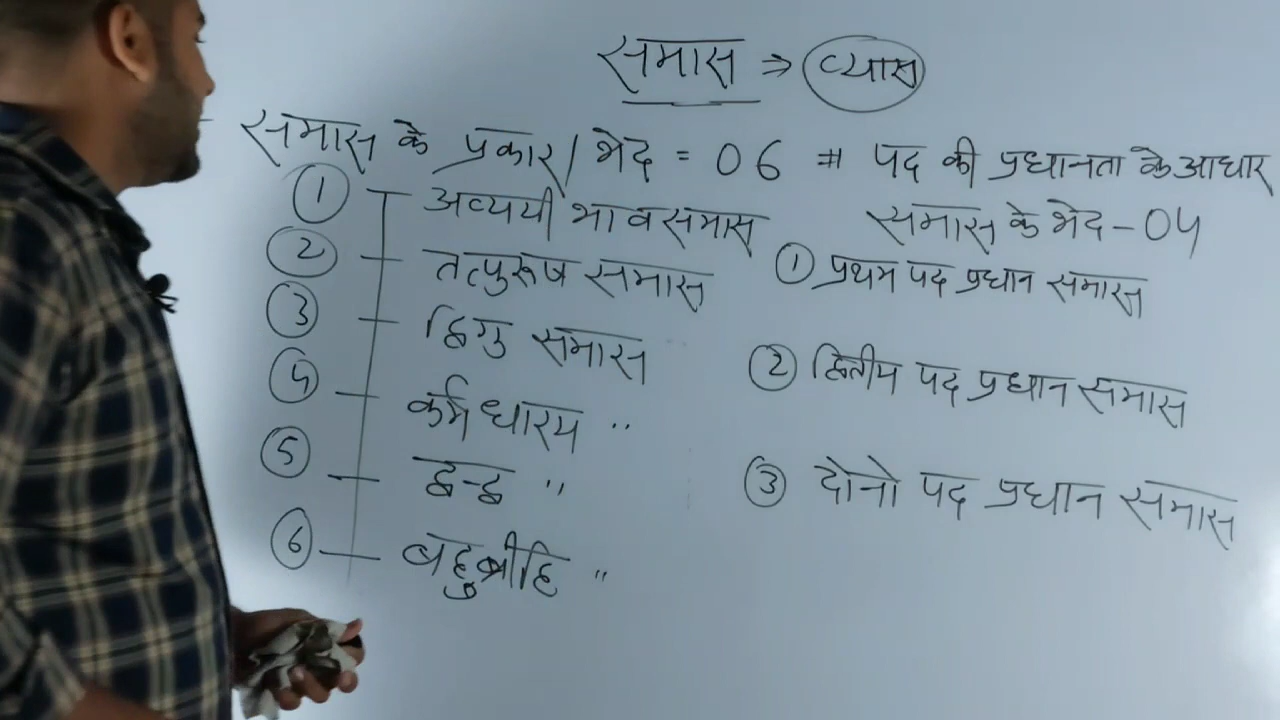 समास ⇒ व्यास
समास के प्रकार / भेद = 06 # पद की प्रधानता के आधार
समास के भेद - 04
① अव्ययी भाव समास
② तत्पुरूष समास
③ द्विगु समास
④ कर्म धारय "
⑤ द्वन्द्व "
⑥ बहुब्रीहि "
① प्रथम पद प्रधान समास
② द्वितीय पद प्रधान समास
③ दोनो पद प्रधान समास